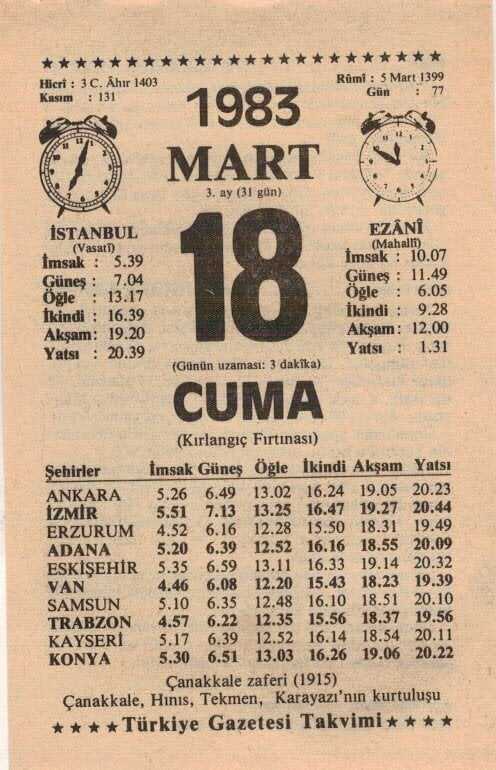 ★★★★★★★★★★★★★★★★★★★★★★★★
Hicrî : 3 C. Âhır 1403
Kasım : 131
1983
Rûmî : 5 Mart 1399
Gün : 77
MART
3. ay (31 gün)
18
İSTANBUL
(Vasatî)
İmsak : 5.39
Güneş : 7.04
Öğle : 13.17
İkindi : 16.39
Akşam: 19.20
Yatsı : 20.39
EZÂNÎ
(Mahallî)
İmsak : 10.07
Güneş : 11.49
Öğle : 6.05
İkindi : 9.28
Akşam: 12.00
Yatsı : 1.31
(Günün uzaması: 3 dakîka)
CUMA
(Kırlangıç Fırtınası)
Şehirler İmsak Güneş Öğle İkindi Akşam Yatsı
ANKARA 5.26 6.49 13.02 16.24 19.05 20.23
İZMİR 5.51 7.13 13.25 16.47 19.27 20.44
ERZURUM 4.52 6.16 12.28 15.50 18.31 19.49
ADANA 5.20 6.39 12.52 16.16 18.55 20.09
ESKİŞEHİR 5.35 6.59 13.11 16.33 19.14 20.32
VAN 4.46 6.08 12.20 15.43 18.23 19.39
SAMSUN 5.10 6.35 12.48 16.10 18.51 20.10
TRABZON 4.57 6.22 12.35 15.56 18.37 19.56
KAYSERİ 5.17 6.39 12.52 16.14 18.54 20.11
KONYA 5.30 6.51 13.03 16.26 19.06 20.22
Çanakkale zaferi (1915)
Çanakkale, Hınıs, Tekmen, Karayazı'nın kurtuluşu
★★★★Türkiye Gazetesi Takvimi★★★★